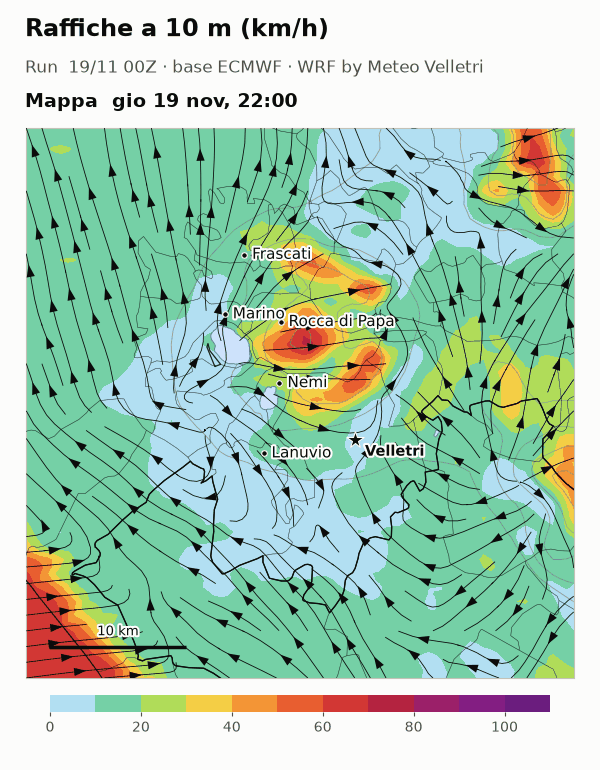 Raffiche a 10 m (km/h)
Run  19/11 00Z · base ECMWF · WRF by Meteo Velletri
Mappa  gio 19 nov, 22:00
Frascati
Marino
Rocca di Papa
Nemi
Lanuvio
Velletri
10 km
0 20 40 60 80 100